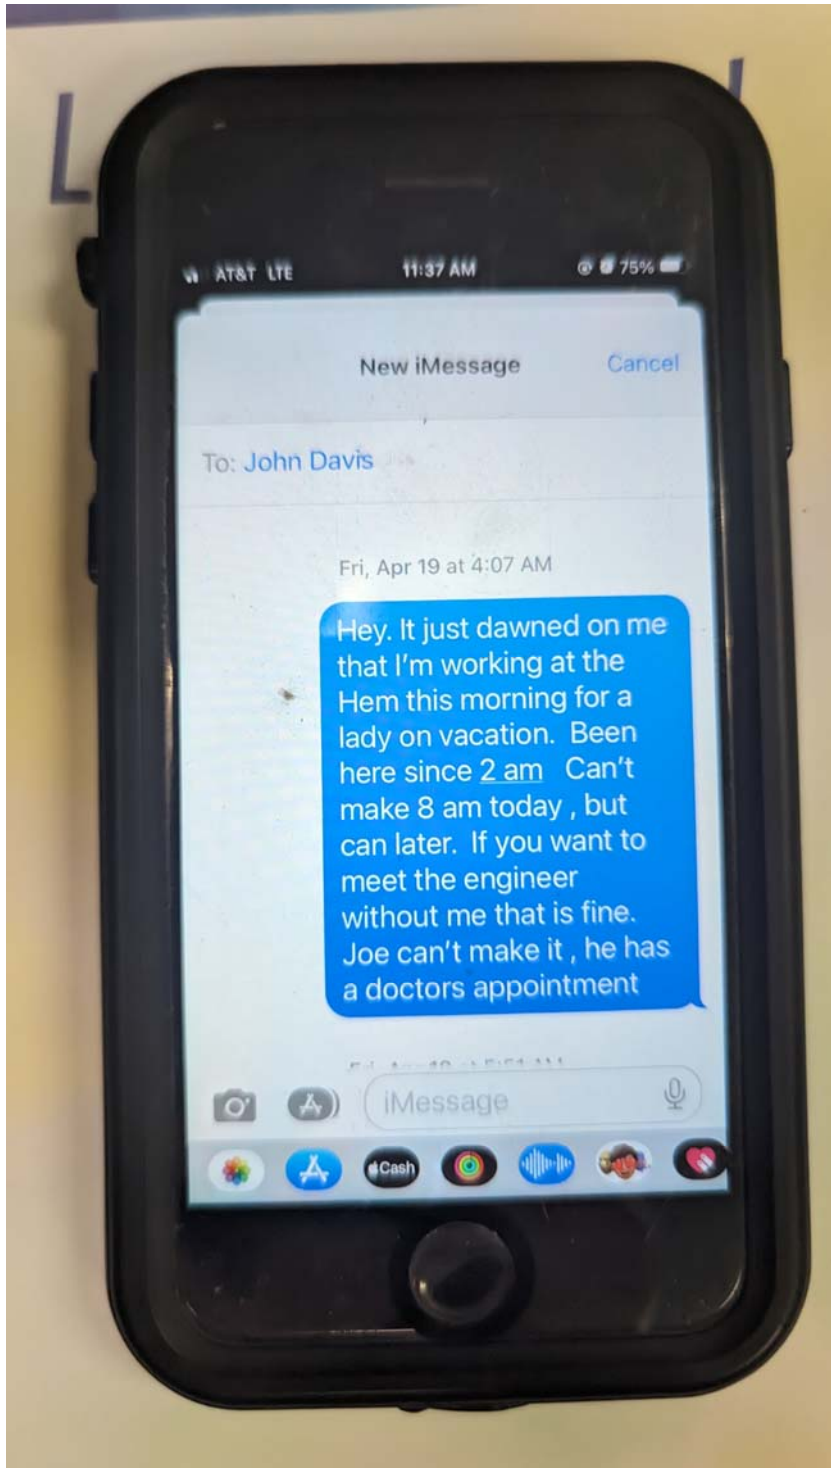 AT&T LTE 11:37 AM 75%
New iMessage Cancel
To: John Davis
Fri, Apr 19 at 4:07 AM
Hey. It just dawned on me
that I'm working at the
Hem this morning for a
lady on vacation.  Been
here since 2 am   Can't
make 8 am today , but
can later.  If you want to
meet the engineer
without me that is fine.
Joe can't make it , he has
a doctors appointment
iMessage
Cash